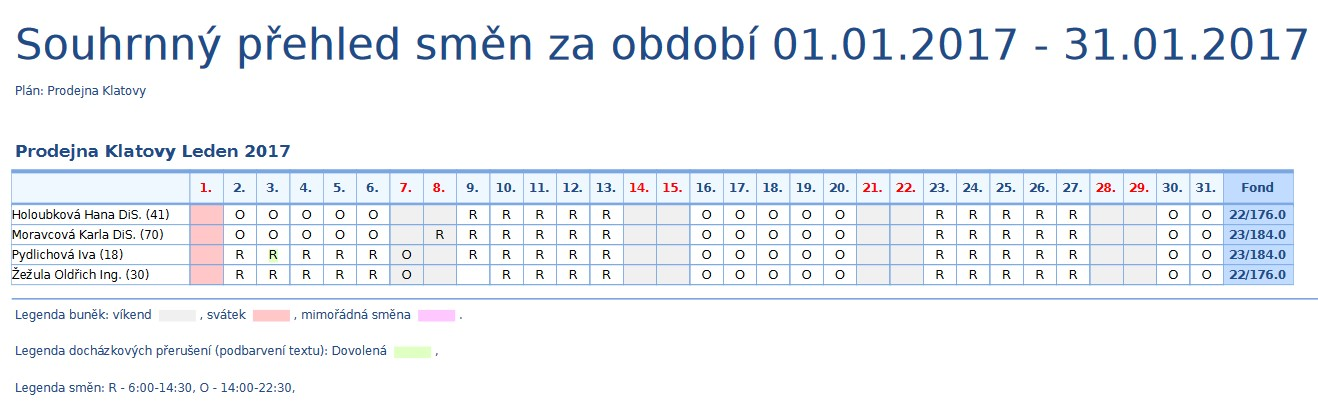 Souhrnný přehled směn za období 01.01.2017 - 31.01.2017
Plán: Prodejna Klatovy
Prodejna Klatovy Leden 2017
1. 2. 3. 4. 5. 6. 7. 8. 9. 10. 11. 12. 13. 14. 15. 16. 17. 18. 19. 20. 21. 22. 23. 24. 25. 26. 27. 28. 29. 30. 31. Fond
Holoubková Hana DiS. (41) O O O O O R R R R R O O O O O R R R R R O O 22/176.0
Moravcová Karla DiS. (70) O O O O O R R R R R R O O O O O R R R R R O O 23/184.0
Pydlichová Iva (18) R R R R R O R R R R R O O O O O R R R R R O O 23/184.0
Žežula Oldřich Ing. (30) R R R R R O R R R R O O O O O R R R R R O O 22/176.0
Legenda buněk: víkend , svátek , mimořádná směna .
Legenda docházkových přerušení (podbarvení textu): Dovolená ,
Legenda směn: R - 6:00-14:30, O - 14:00-22:30,